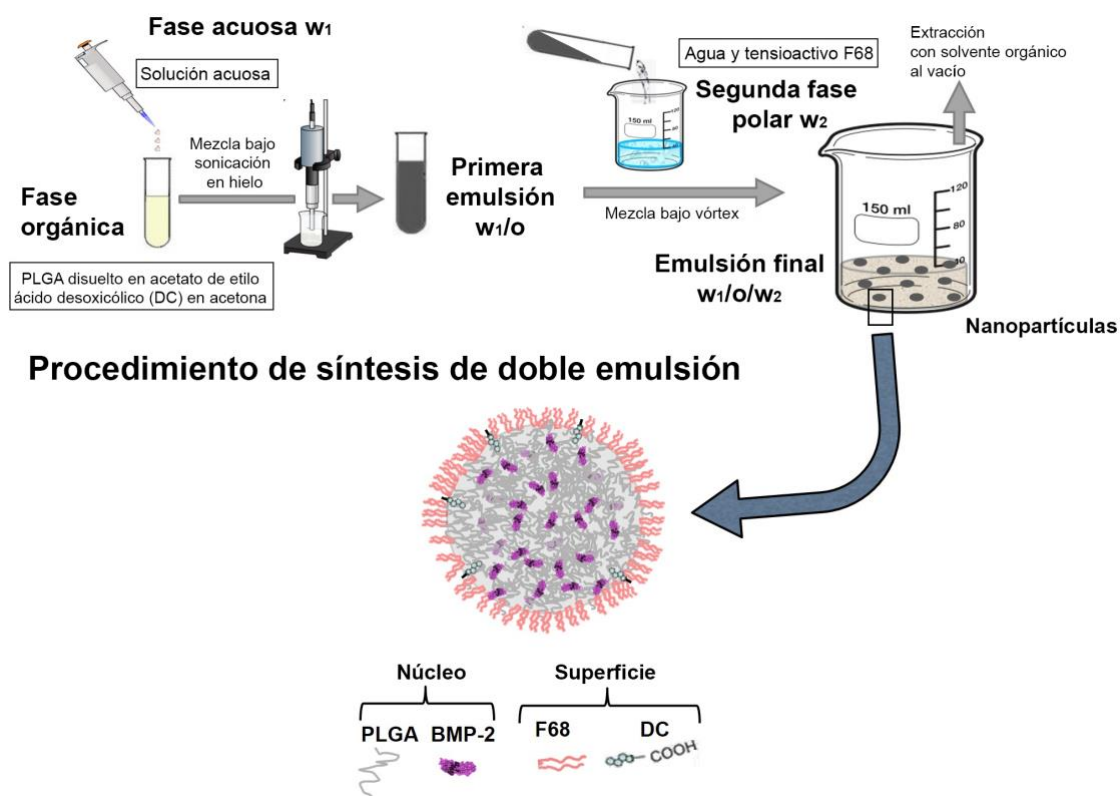 Fase acuosa w₁
Solución acuosa
Mezcla bajo
sonicación
en hielo
Fase
orgánica
PLGA disuelto en acetato de etilo
ácido desoxicólico (DC) en acetona
Primera
emulsión
w₁/o
Agua y tensioactivo F68
150 ml
120
Segunda fase
polar w₂
Mezcla bajo vórtex
Extracción
con solvente orgánico
al vacío
150 ml
120
80
40
Emulsión final
w₁/o/w₂
Nanopartículas
Procedimiento de síntesis de doble emulsión
Núcleo
Superficie
PLGA
BMP-2
F68
DC
COOH